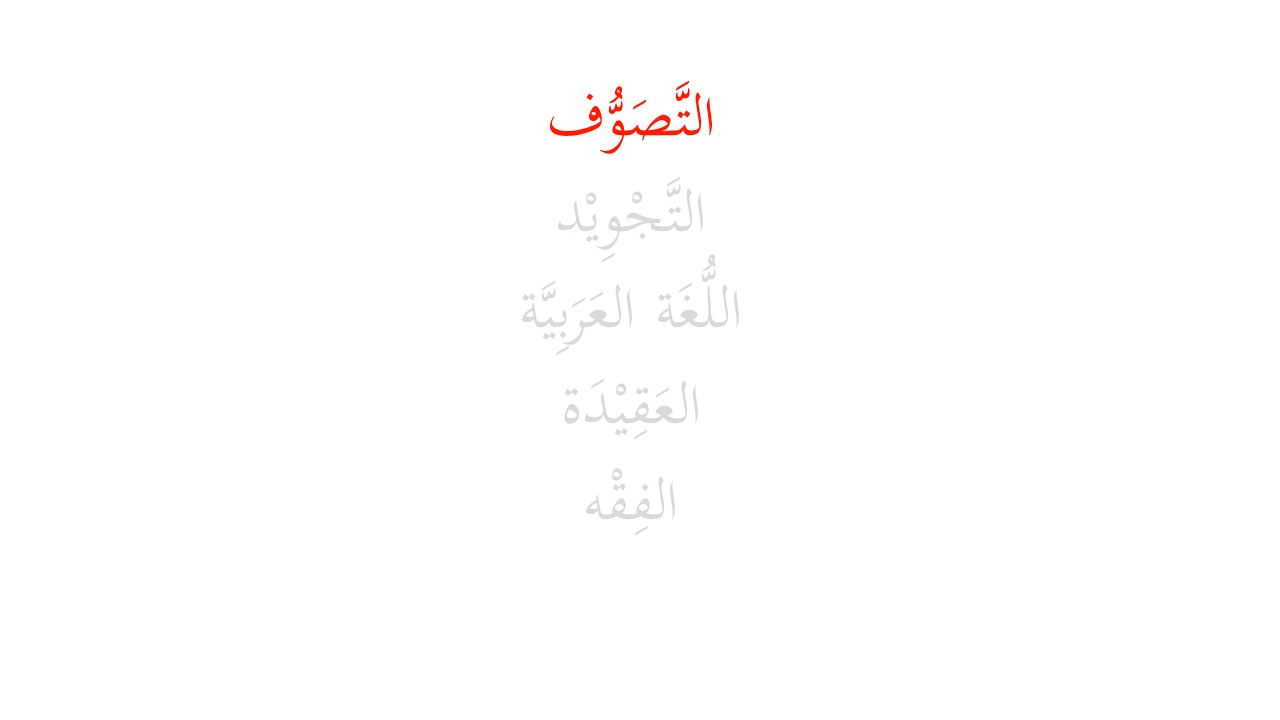 التَّصَوُّف
التَّجْوِيْد
اللُّغَة العَرَبِيَّة
العَقِيْدَة
الفِقْه